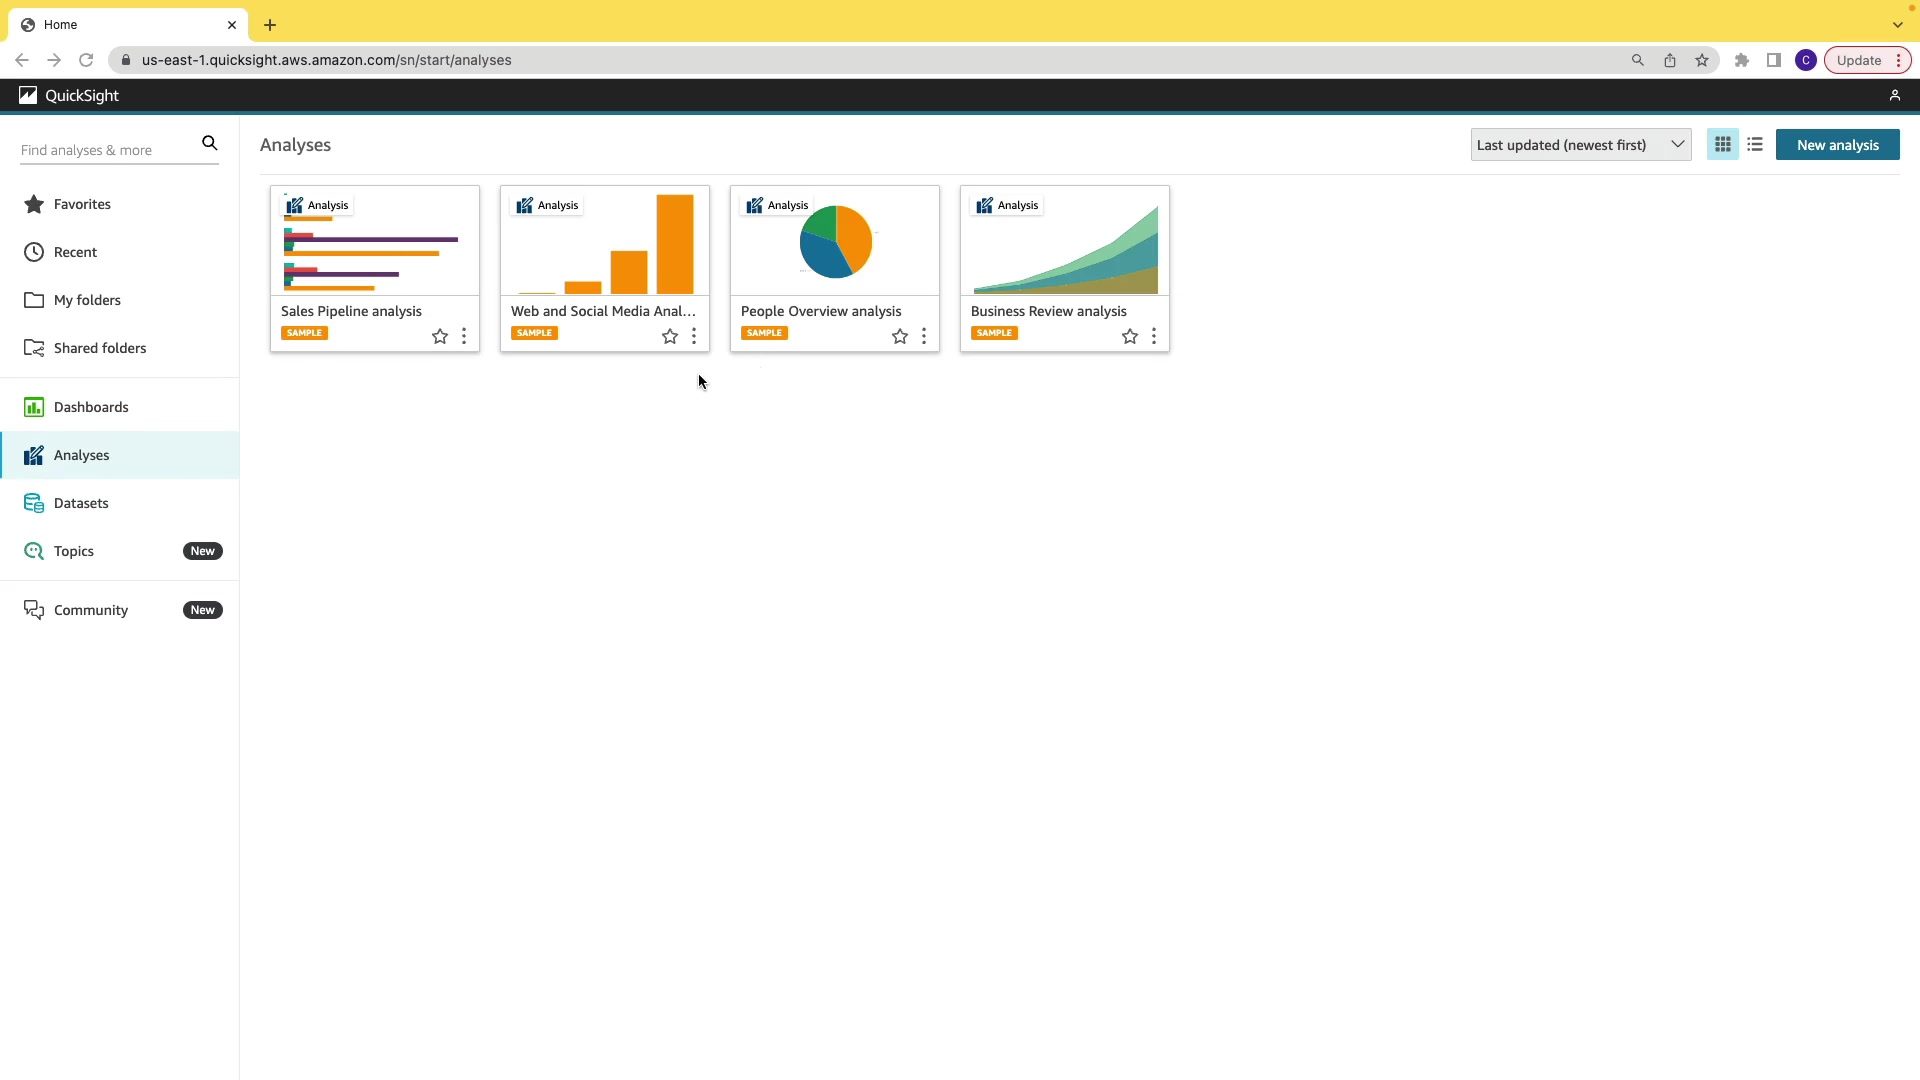 Home
us-east-1.quicksight.aws.amazon.com/sn/start/analyses
C
Update
QuickSight
Find analyses & more
Favorites
Recent
My folders
Shared folders
Dashboards
Analyses
Datasets
Topics New
Community New
Analyses
Last updated (newest first)
New analysis
Analysis
Sales Pipeline analysis
SAMPLE
Analysis
Web and Social Media Anal...
SAMPLE
Analysis
People Overview analysis
SAMPLE
Analysis
Business Review analysis
SAMPLE